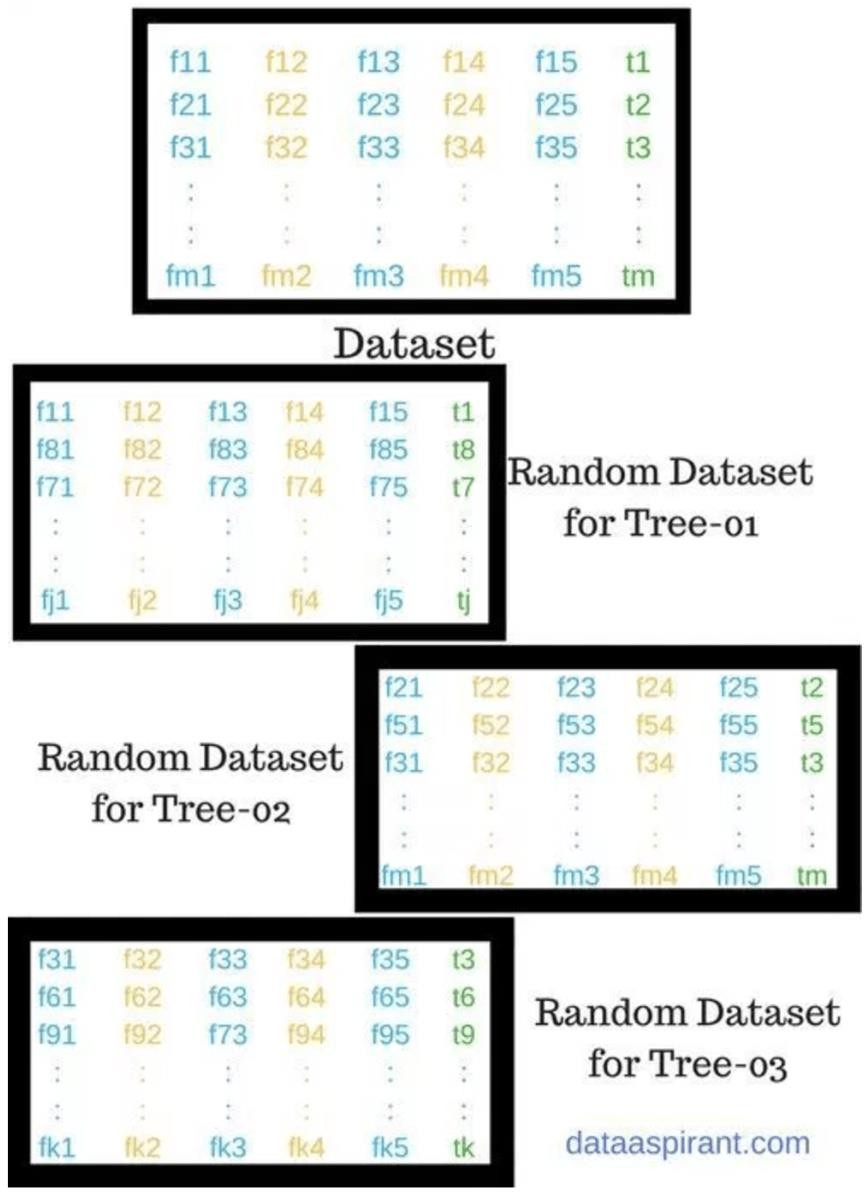 f11 f12 f13 f14 f15 t1
f21 f22 f23 f24 f25 t2
f31 f32 f33 f34 f35 t3
: : : : : :
: : : : : :
fm1 fm2 fm3 fm4 fm5 tm
Dataset
f11 f12 f13 f14 f15 t1
f81 f82 f83 f84 f85 t8
f71 f72 f73 f74 f75 t7
: : : : : :
: : : : : :
fj1 fj2 fj3 fj4 fj5 tj
Random Dataset
for Tree-01
f21 f22 f23 f24 f25 t2
f51 f52 f53 f54 f55 t5
f31 f32 f33 f34 f35 t3
: : : : : :
: : : : : :
fm1 fm2 fm3 fm4 fm5 tm
Random Dataset
for Tree-02
f31 f32 f33 f34 f35 t3
f61 f62 f63 f64 f65 t6
f91 f92 f73 f94 f95 t9
: : : : : :
: : : : : :
fk1 fk2 fk3 fk4 fk5 tk
Random Dataset
for Tree-03
dataaspirant.com